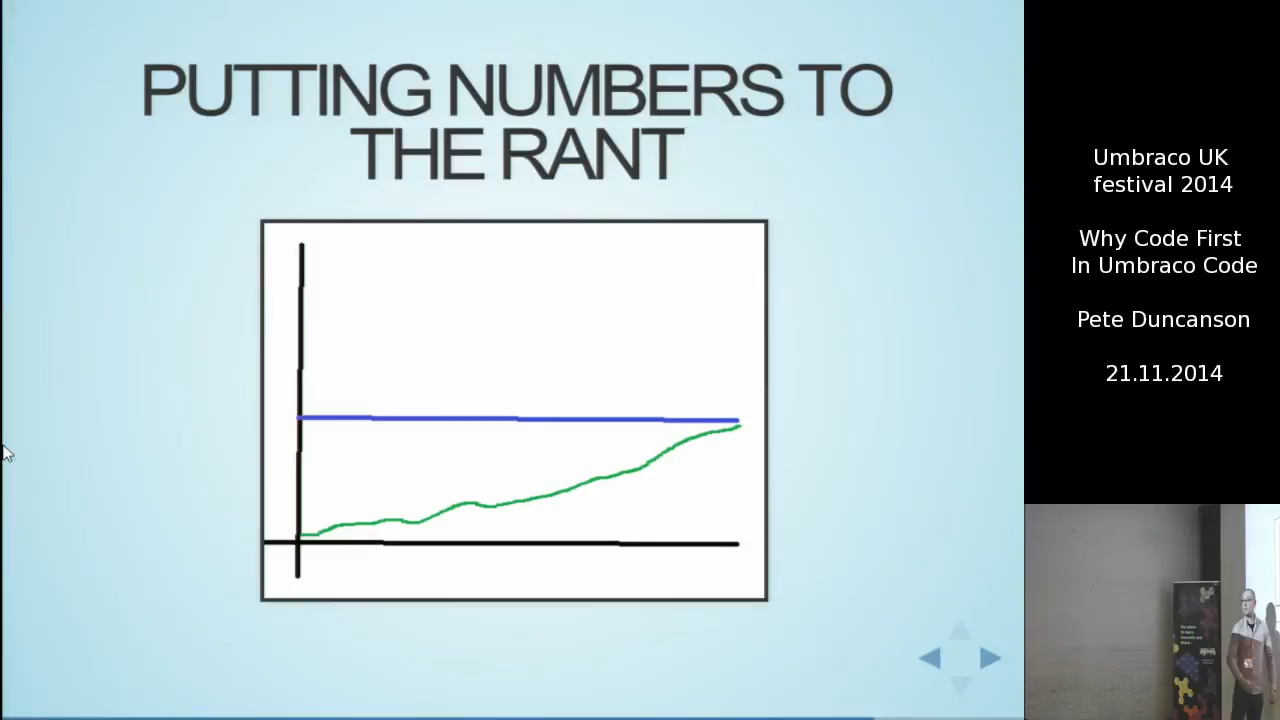 PUTTING NUMBERS TO
THE RANT
Umbraco UK
festival 2014
Why Code First
In Umbraco Code
Pete Duncanson
21.11.2014